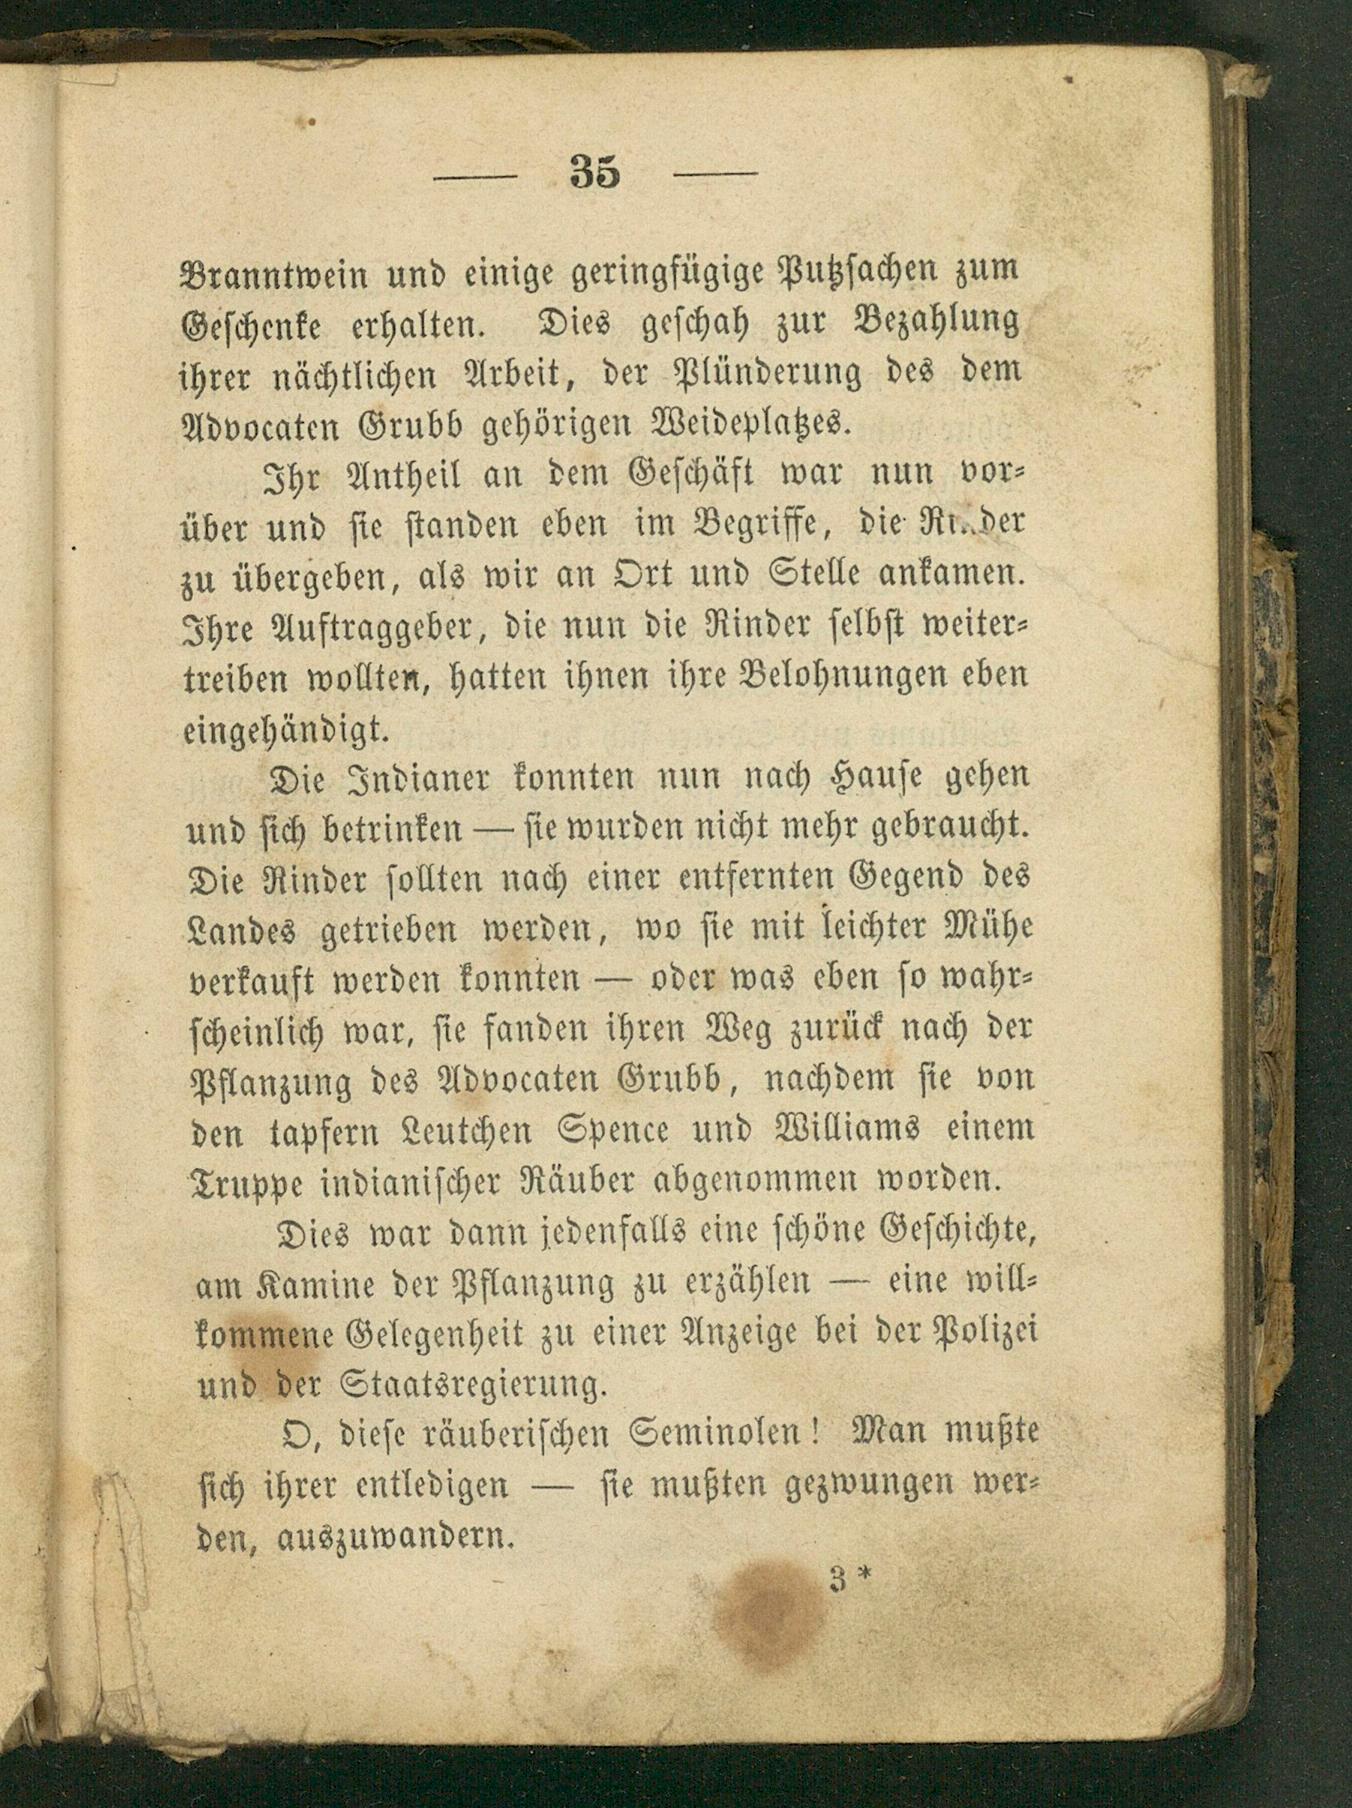 — 35 —
Branntwein und einige geringfügige Putzsachen zum
Geschenke erhalten. Dies geschah zur Bezahlung
ihrer nächtlichen Arbeit, der Plünderung des dem
Advocaten Grubb gehörigen Weideplatzes.
Ihr Antheil an dem Geschäft war nun vor-
über und sie standen eben im Begriffe, die Rinder
zu übergeben, als wir an Ort und Stelle ankamen.
Ihre Auftraggeber, die nun die Rinder selbst weiter-
treiben wollten, hatten ihnen ihre Belohnungen eben
eingehändigt.
Die Indianer konnten nun nach Hause gehen
und sich betrinken — sie wurden nicht mehr gebraucht.
Die Rinder sollten nach einer entfernten Gegend des
Landes getrieben werden, wo sie mit leichter Mühe
verkauft werden konnten — oder was eben so wahr-
scheinlich war, sie fanden ihren Weg zurück nach der
Pflanzung des Advocaten Grubb, nachdem sie von
den tapfern Leutchen Spence und Williams einem
Truppe indianischer Räuber abgenommen worden.
Dies war dann jedenfalls eine schöne Geschichte,
am Kamine der Pflanzung zu erzählen — eine will-
kommene Gelegenheit zu einer Anzeige bei der Polizei
und der Staatsregierung.
O, diese räuberischen Seminolen! Man mußte
sich ihrer entledigen — sie mußten gezwungen wer-
den, auszuwandern.
3*